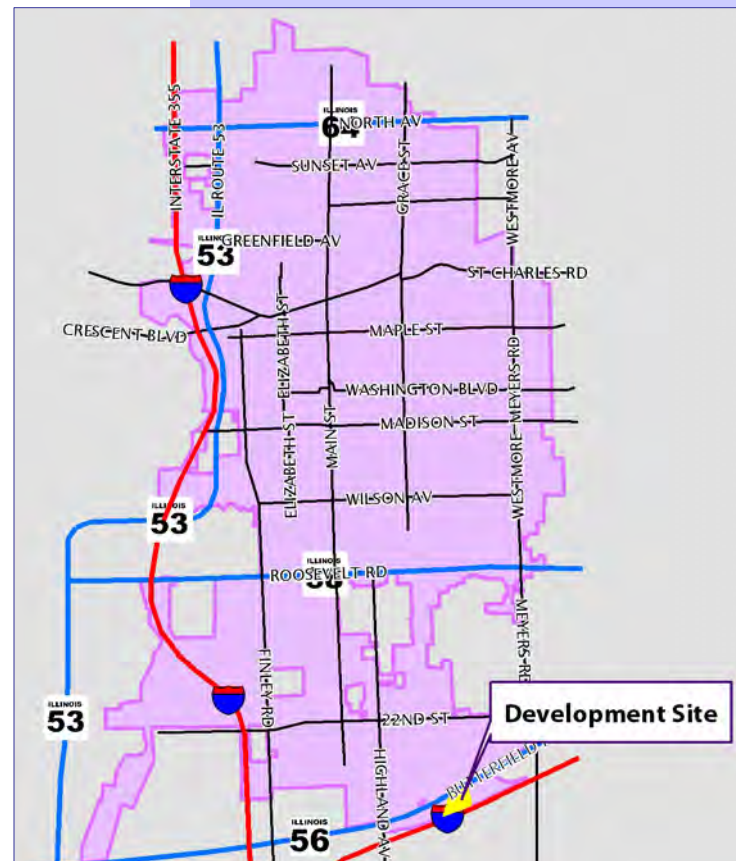 ILLINOIS
64
NORTH AV
INTERSTATE 355
IL ROUTE 53
SUNSET AV
GRACE ST
WESTMORE AV
ILLINOIS
53
GREENFIELD AV
ST CHARLES RD
CRESCENT BLVD
ELIZABETH ST
MAPLE ST
WESTMORE-MEYERS RD
WASHINGTON BLVD
MAIN ST
MADISON ST
ELIZABETH ST
WILSON AV
ILLINOIS
53
ILLINOIS
ROOSEVELT RD
MEYERS RD
FINLEY RD
ILLINOIS
53
22ND ST
Development Site
HIGHLAND AV
BUTTERFIELD
ILLINOIS
56